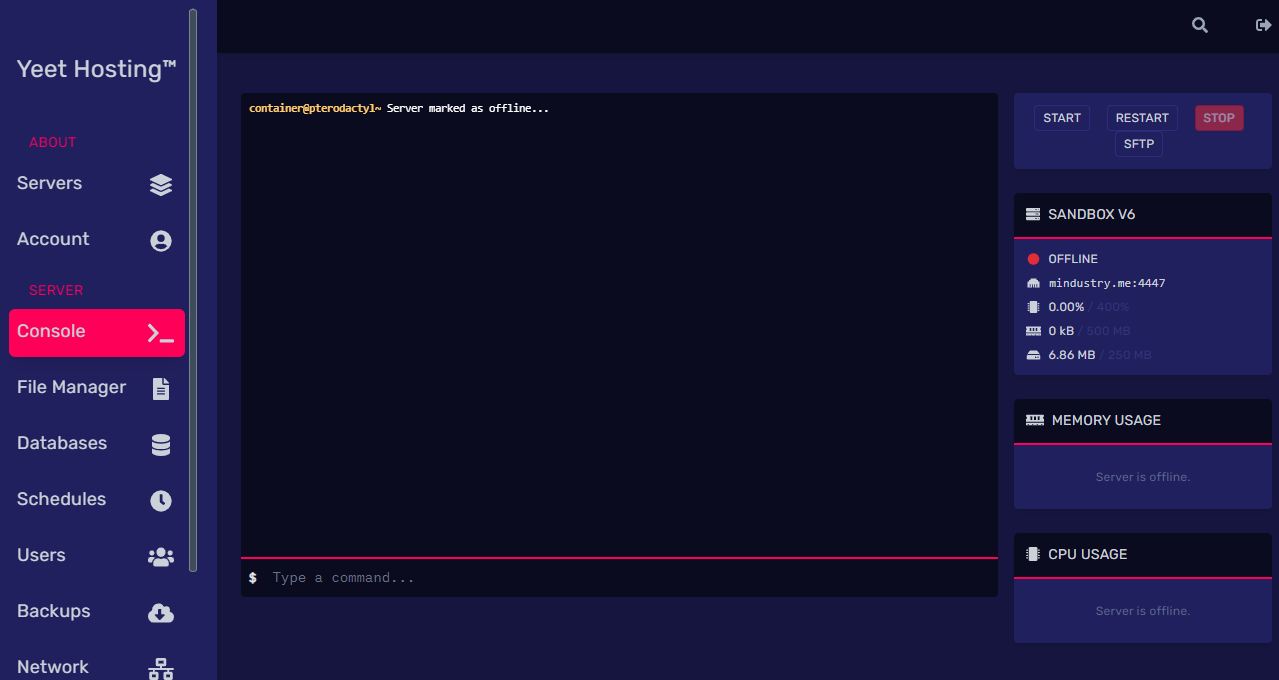 Yeet Hosting™
ABOUT
Servers
Account
SERVER
Console
File Manager
Databases
Schedules
Users
Backups
Network
container@pterodactyl~ Server marked as offline...
$ Type a command...
START RESTART STOP
SFTP
SANDBOX V6
OFFLINE
mindustry.me:4447
0.00% / 400%
0 kB / 500 MB
6.86 MB / 250 MB
MEMORY USAGE
Server is offline.
CPU USAGE
Server is offline.